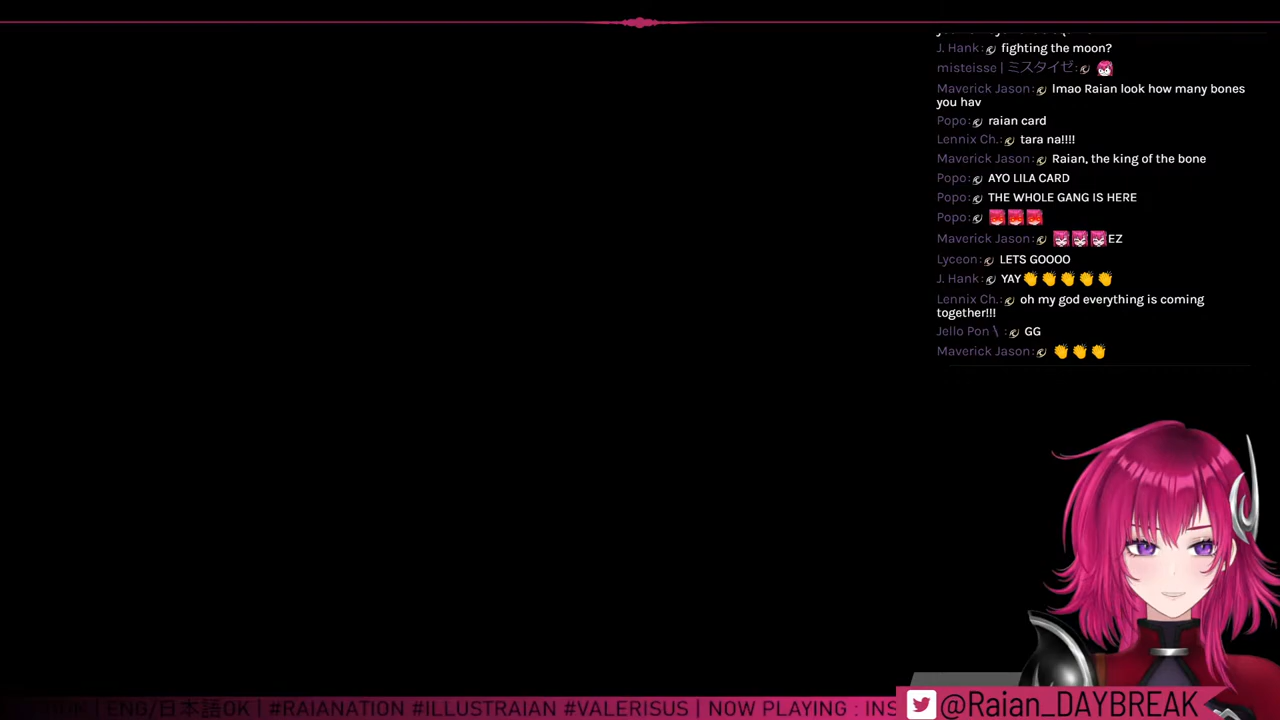 J. Hank: fighting the moon?
misteisse | ミスタイゼ:
Maverick Jason: lmao Raian look how many bones
you hav
Popo: raian card
Lennix Ch.: tara na!!!!
Maverick Jason: Raian, the king of the bone
Popo: AYO LILA CARD
Popo: THE WHOLE GANG IS HERE
Popo:
Maverick Jason: EZ
Lyceon: LETS GOOOO
J. Hank: YAY👏👏👏👏👏
Lennix Ch.: oh my god everything is coming
together!!!
Jello Pon \ : GG
Maverick Jason: 👏👏👏
| ENG/日本語OK | #RAIANATION #ILLUSTRAIAN #VALERISUS | NOW PLAYING : INS
@Raian_DAYBREAK